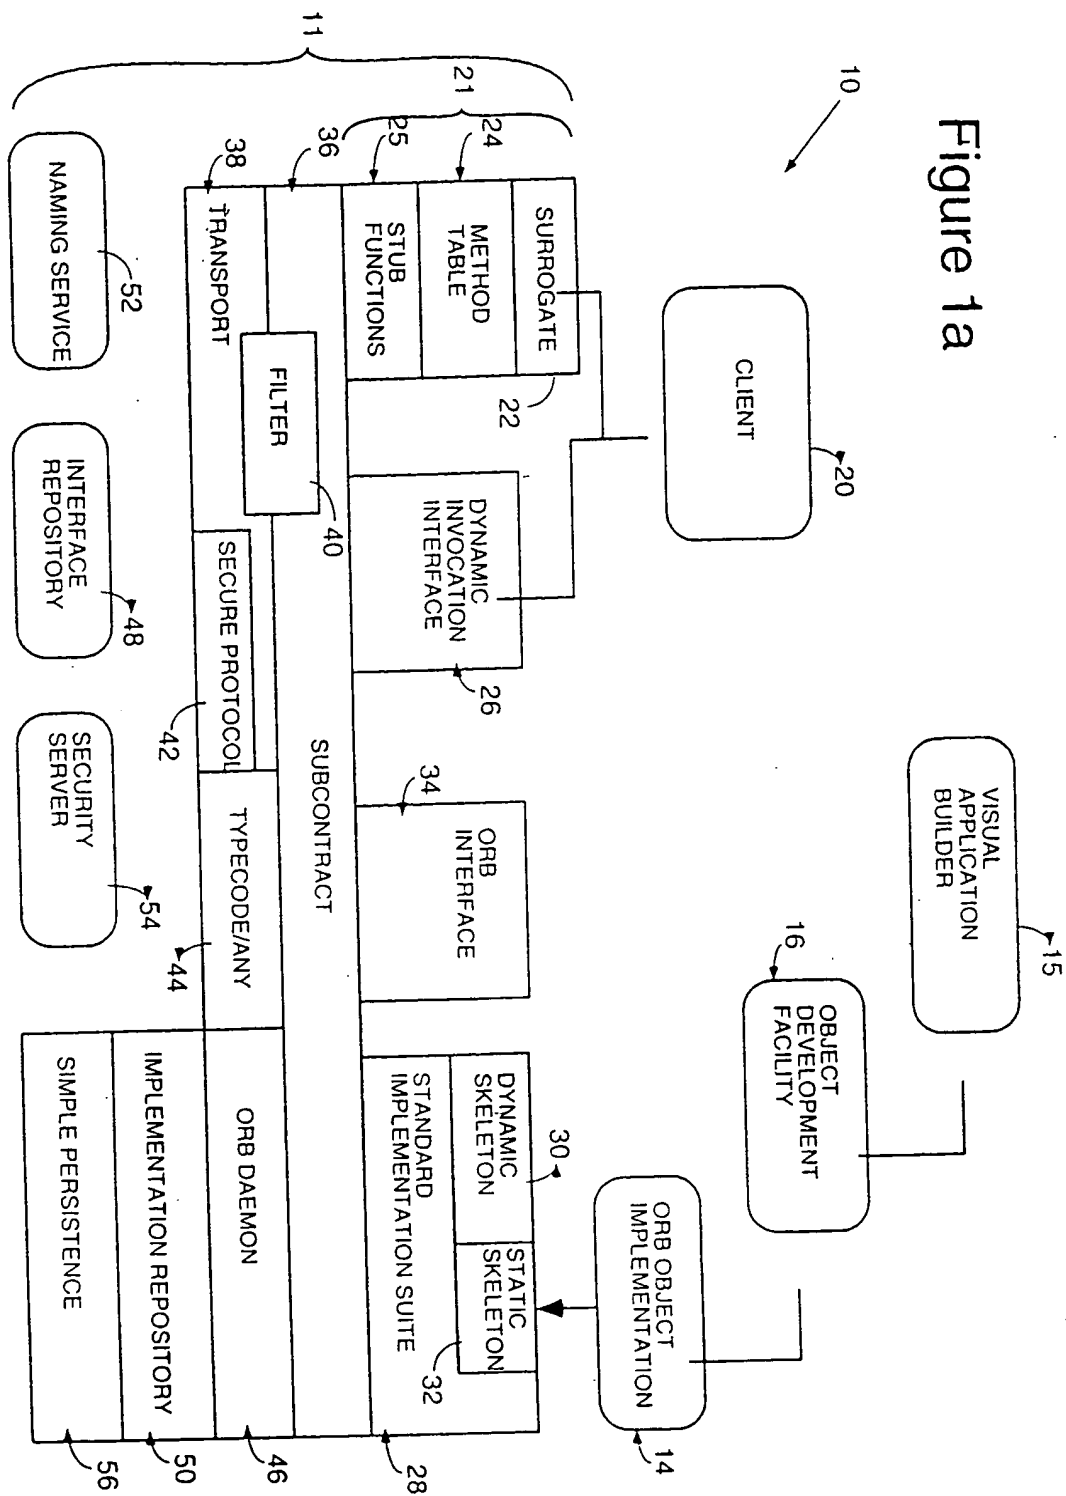 Figure 1a
10
CLIENT
20
VISUAL
APPLICATION
BUILDER
15
16
OBJECT
DEVELOPMENT
FACILITY
ORB OBJECT
IMPLEMENTATION
14
11
21
SURROGATE
22
24
METHOD
TABLE
25
STUB
FUNCTIONS
DYNAMIC
INVOCATION
INTERFACE
26
34
ORB
INTERFACE
30
DYNAMIC
SKELETON
STATIC
SKELETON
32
STANDARD
IMPLEMENTATION SUITE
28
36
SUBCONTRACT
38
TRANSPORT
FILTER
40
SECURE PROTOCOL
42
TYPECODE/ANY
44
ORB DAEMON
46
IMPLEMENTATION REPOSITORY
50
SIMPLE PERSISTENCE
56
NAMING SERVICE
52
INTERFACE
REPOSITORY
48
SECURITY
SERVER
54